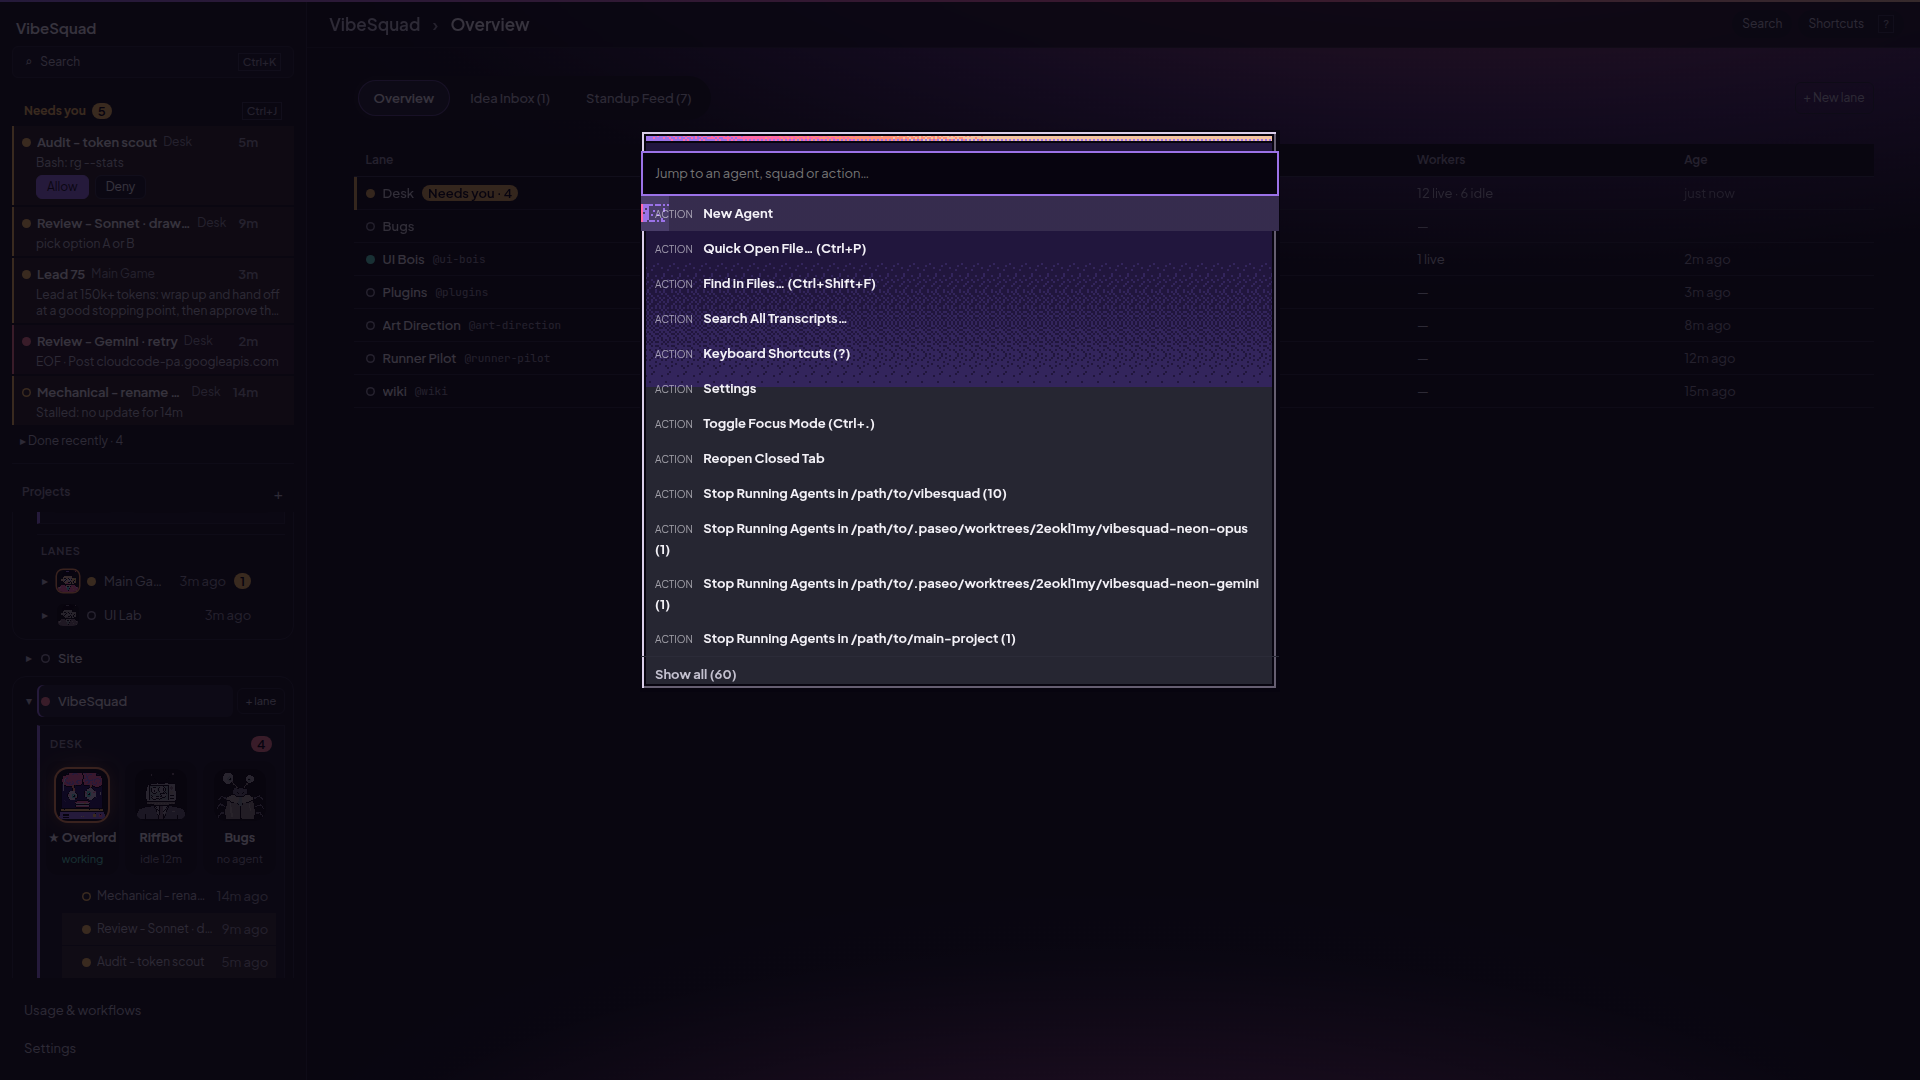 VibeSquad
Search Ctrl+K
Needs you 5 Ctrl+J
Audit - token scout Desk 5m
Bash: rg --stats
Allow Deny
Review - Sonnet · draw... Desk 9m
pick option A or B
Lead 75 Main Game 3m
Lead at 150k+ tokens: wrap up and hand off
at a good stopping point, then approve th...
Review - Gemini · retry Desk 2m
EOF · Post cloudcode-pa.googleapis.com
Mechanical - rename ... Desk 14m
Stalled: no update for 14m
▸ Done recently · 4
Projects +
LANES
Main Ga... 3m ago 1
UI Lab 3m ago
Site
VibeSquad + lane
DESK 4
★ Overlord RiffBot Bugs
working idle 12m no agent
Mechanical - rena... 14m ago
Review - Sonnet · d... 9m ago
Audit - token scout 5m ago
Usage & workflows
Settings
VibeSquad › Overview
Search Shortcuts ?
Overview Idea Inbox (1) Standup Feed (7)
+ New lane
Lane Workers Age
Desk Needs you · 4 12 live · 6 idle just now
Bugs —
UI Bois @ui-bois 1 live 2m ago
Plugins @plugins — 3m ago
Art Direction @art-direction — 8m ago
Runner Pilot @runner-pilot — 12m ago
wiki @wiki — 15m ago
Jump to an agent, squad or action...
ACTION New Agent
ACTION Quick Open File... (Ctrl+P)
ACTION Find in Files... (Ctrl+Shift+F)
ACTION Search All Transcripts...
ACTION Keyboard Shortcuts (?)
ACTION Settings
ACTION Toggle Focus Mode (Ctrl+.)
ACTION Reopen Closed Tab
ACTION Stop Running Agents in /path/to/vibesquad (10)
ACTION Stop Running Agents in /path/to/.paseo/worktrees/2eokl1my/vibesquad-neon-opus
(1)
ACTION Stop Running Agents in /path/to/.paseo/worktrees/2eokl1my/vibesquad-neon-gemini
(1)
ACTION Stop Running Agents in /path/to/main-project (1)
Show all (60)